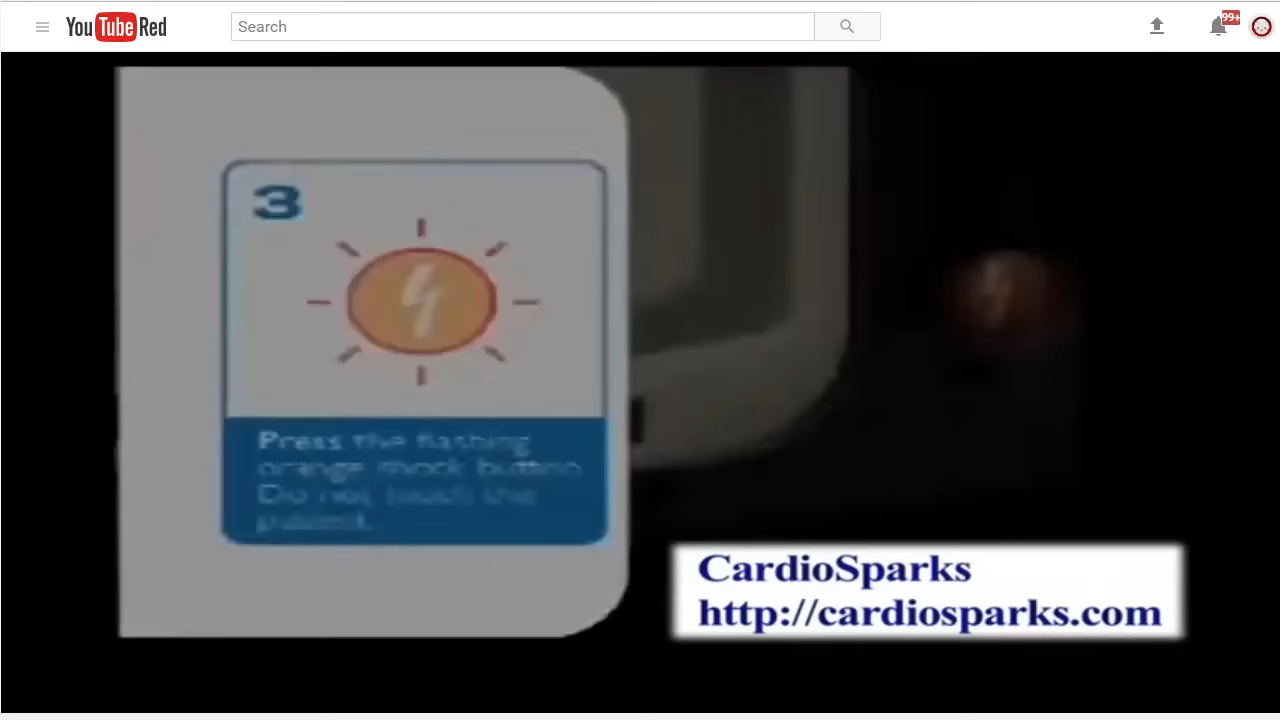 YouTube Red
Search
99+
3
Press the flashing
orange shock button.
Do not touch the
patient.
CardioSparks
http://cardiosparks.com